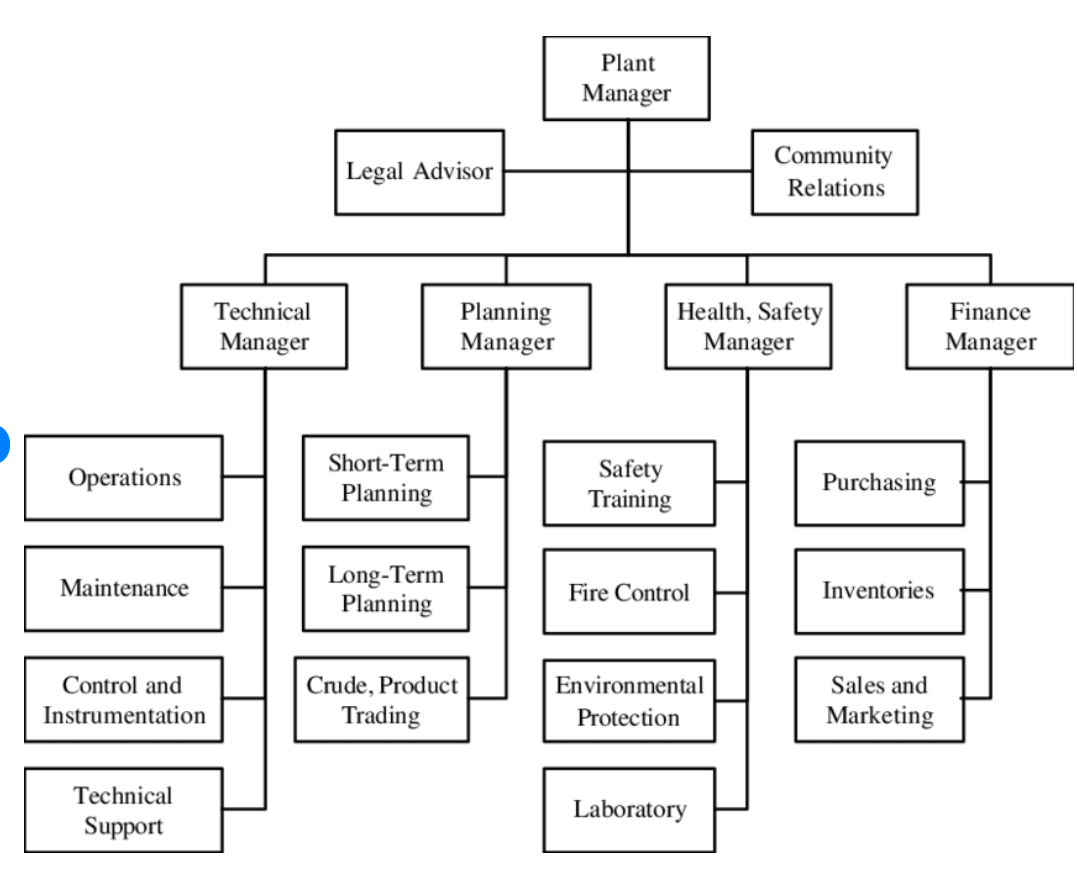 Plant
Manager
Legal Advisor
Community
Relations
Technical
Manager
Planning
Manager
Health, Safety
Manager
Finance
Manager
Operations
Maintenance
Control and
Instrumentation
Technical
Support
Short-Term
Planning
Long-Term
Planning
Crude, Product
Trading
Safety
Training
Fire Control
Environmental
Protection
Laboratory
Purchasing
Inventories
Sales and
Marketing